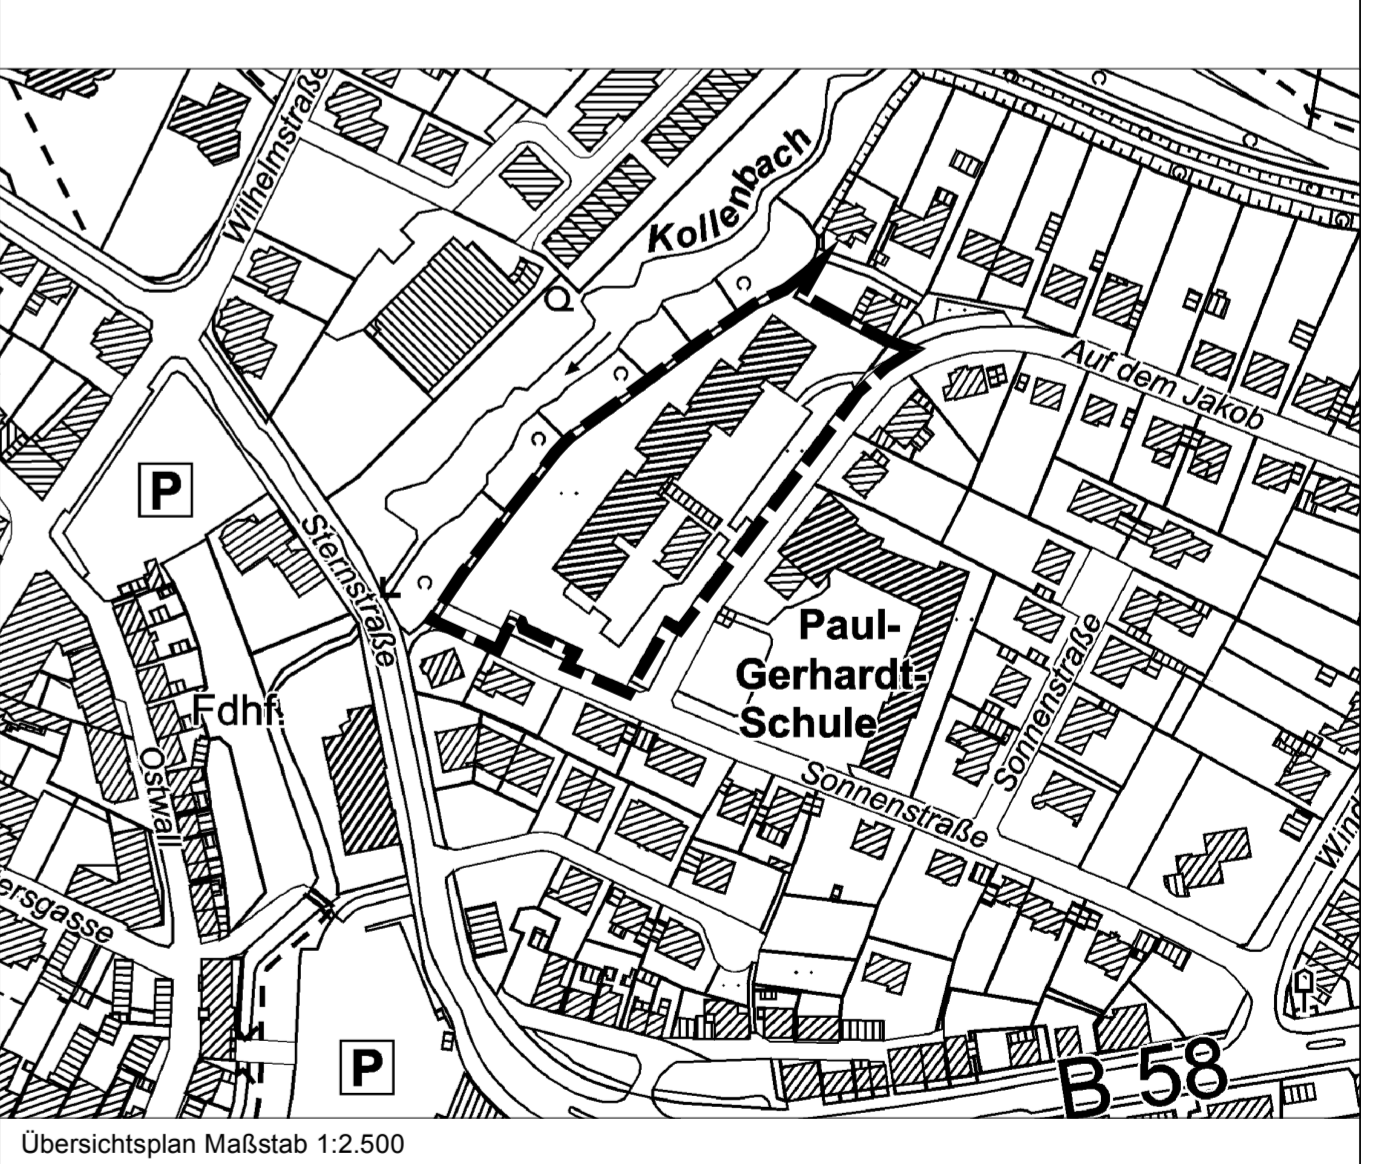 Wilhelmstraße
Kollenbach
Auf dem Jakob
P
Sternstraße
Paul-
Gerhardt-
Schule
Sonnenstraße
Fdhf.
Ostwall
Sonnenstraße
Wind
ersgasse
P
B 58
Übersichtsplan Maßstab 1:2.500